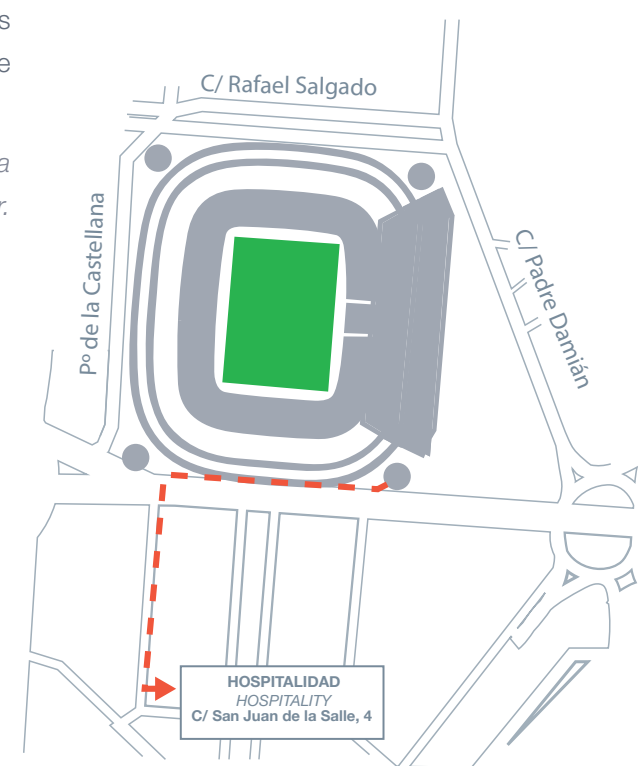 s
e
a
r.
C/ Rafael Salgado
Pº de la Castellana
C/ Padre Damián
HOSPITALIDAD
HOSPITALITY
C/ San Juan de la Salle, 4